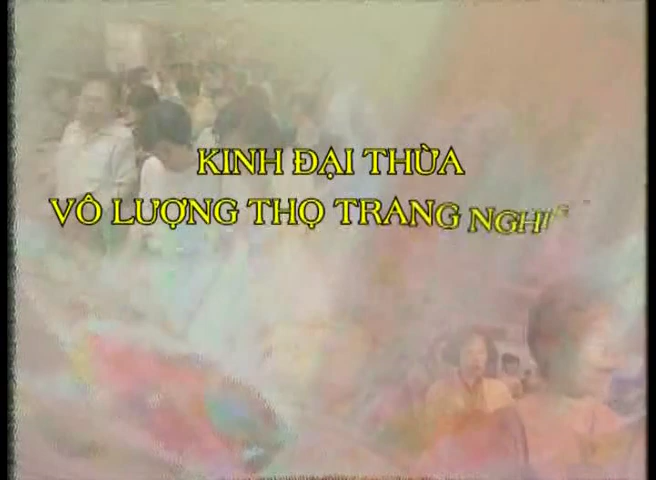 KINH ĐẠI THỪA
VÔ LƯỢNG THỌ TRANG